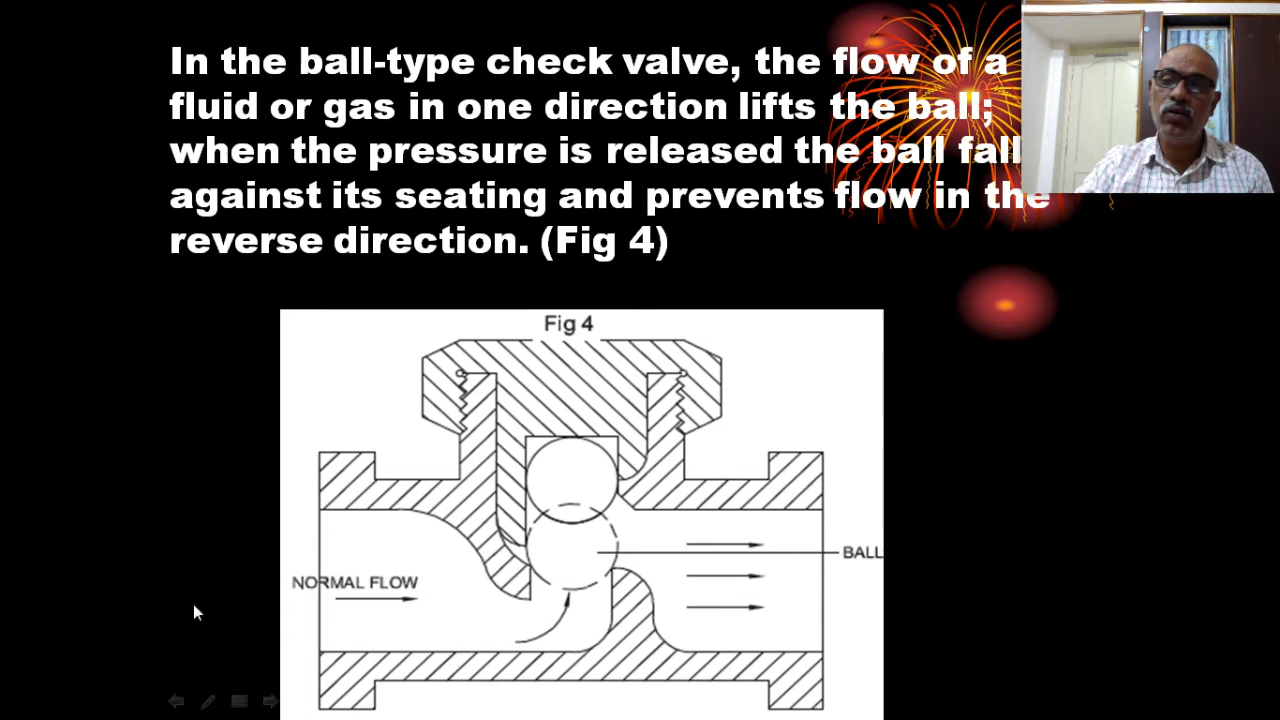 In the ball-type check valve, the flow of a
fluid or gas in one direction lifts the ball;
when the pressure is released the ball fall
against its seating and prevents flow in the
reverse direction. (Fig 4)
Fig 4
BALL
NORMAL FLOW